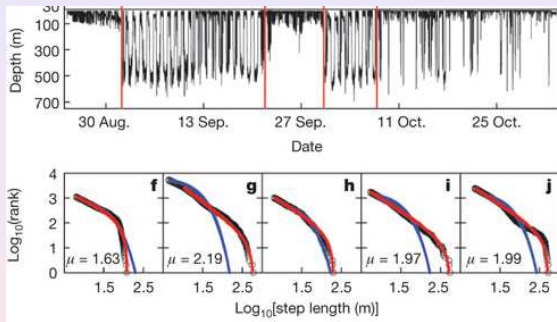 Depth (m)
30
100
300
500
700
30 Aug.
13 Sep.
27 Sep.
11 Oct.
25 Oct.
Date
Log10(rank)
4
3
2
1
0
f
g
h
i
j
μ = 1.63
μ = 2.19
μ = 1.97
μ = 1.99
1.5 2.5
1.5 2.5
1.5 2.5
1.5 2.5
1.5 2.5
Log10[step length (m)]